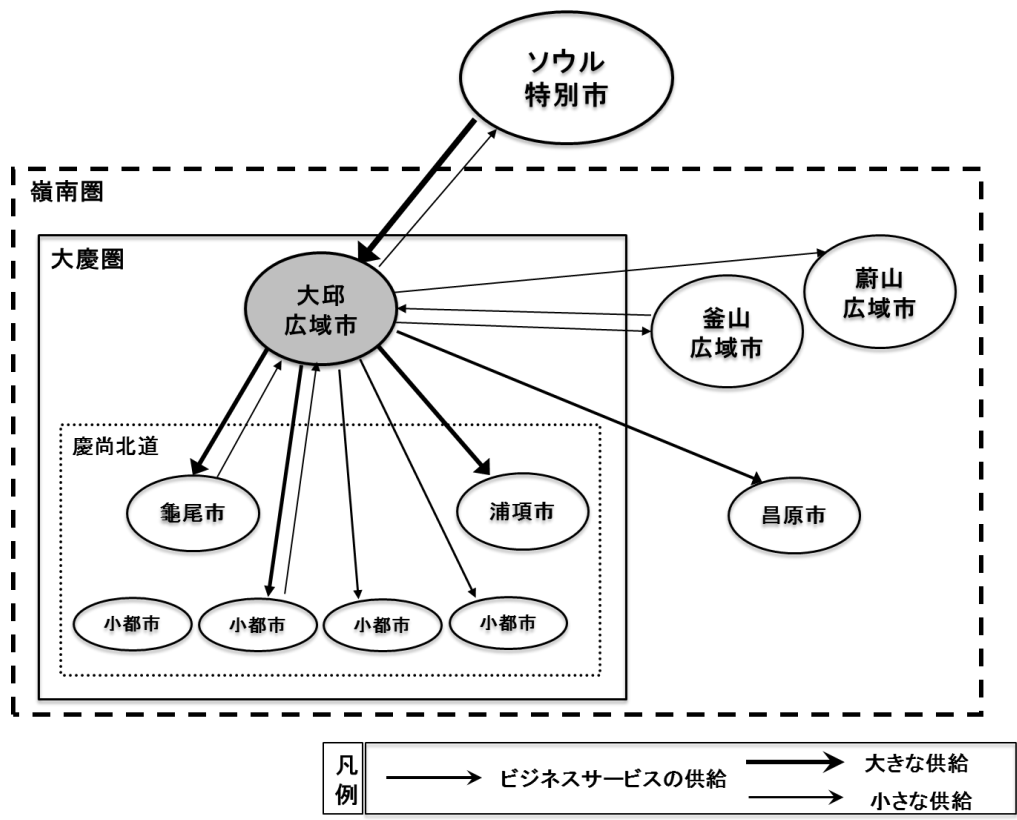 ソウル
特別市
嶺南圏
大慶圏
大邱
広域市
蔚山
広域市
釜山
広域市
慶尚北道
龜尾市
浦項市
昌原市
小都市
小都市
小都市
小都市
凡
例
ビジネスサービスの供給
大きな供給
小さな供給